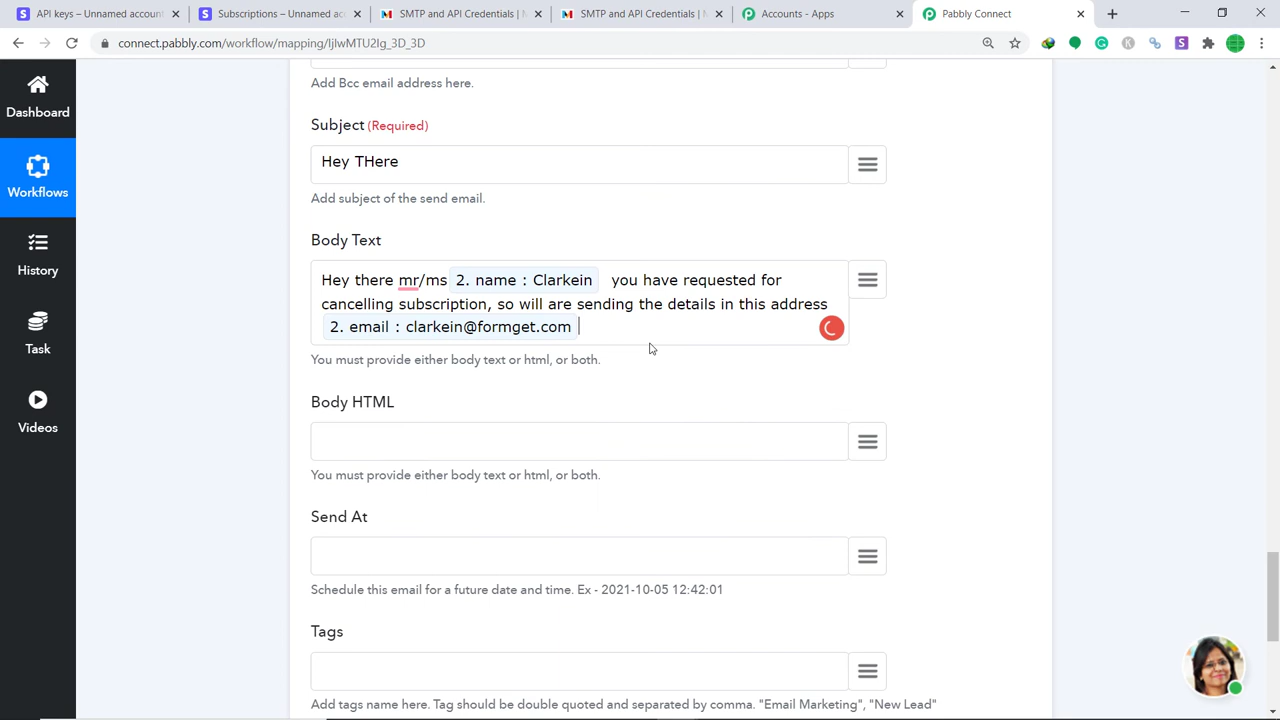 API keys – Unnamed account
Subscriptions – Unnamed acc
SMTP and API Credentials |
SMTP and API Credentials |
Accounts - Apps
Pabbly Connect
connect.pabbly.com/workflow/mapping/IjIwMTU2Ig_3D_3D
Dashboard
Workflows
History
Task
Videos
Add Bcc email address here.
Subject (Required)
Hey THere
Add subject of the send email.
Body Text
Hey there mr/ms 2. name : Clarkein you have requested for
cancelling subscription, so will are sending the details in this address
2. email : clarkein@formget.com
You must provide either body text or html, or both.
Body HTML
You must provide either body text or html, or both.
Send At
Schedule this email for a future date and time. Ex - 2021-10-05 12:42:01
Tags
Add tags name here. Tag should be double quoted and separated by comma. "Email Marketing", "New Lead"